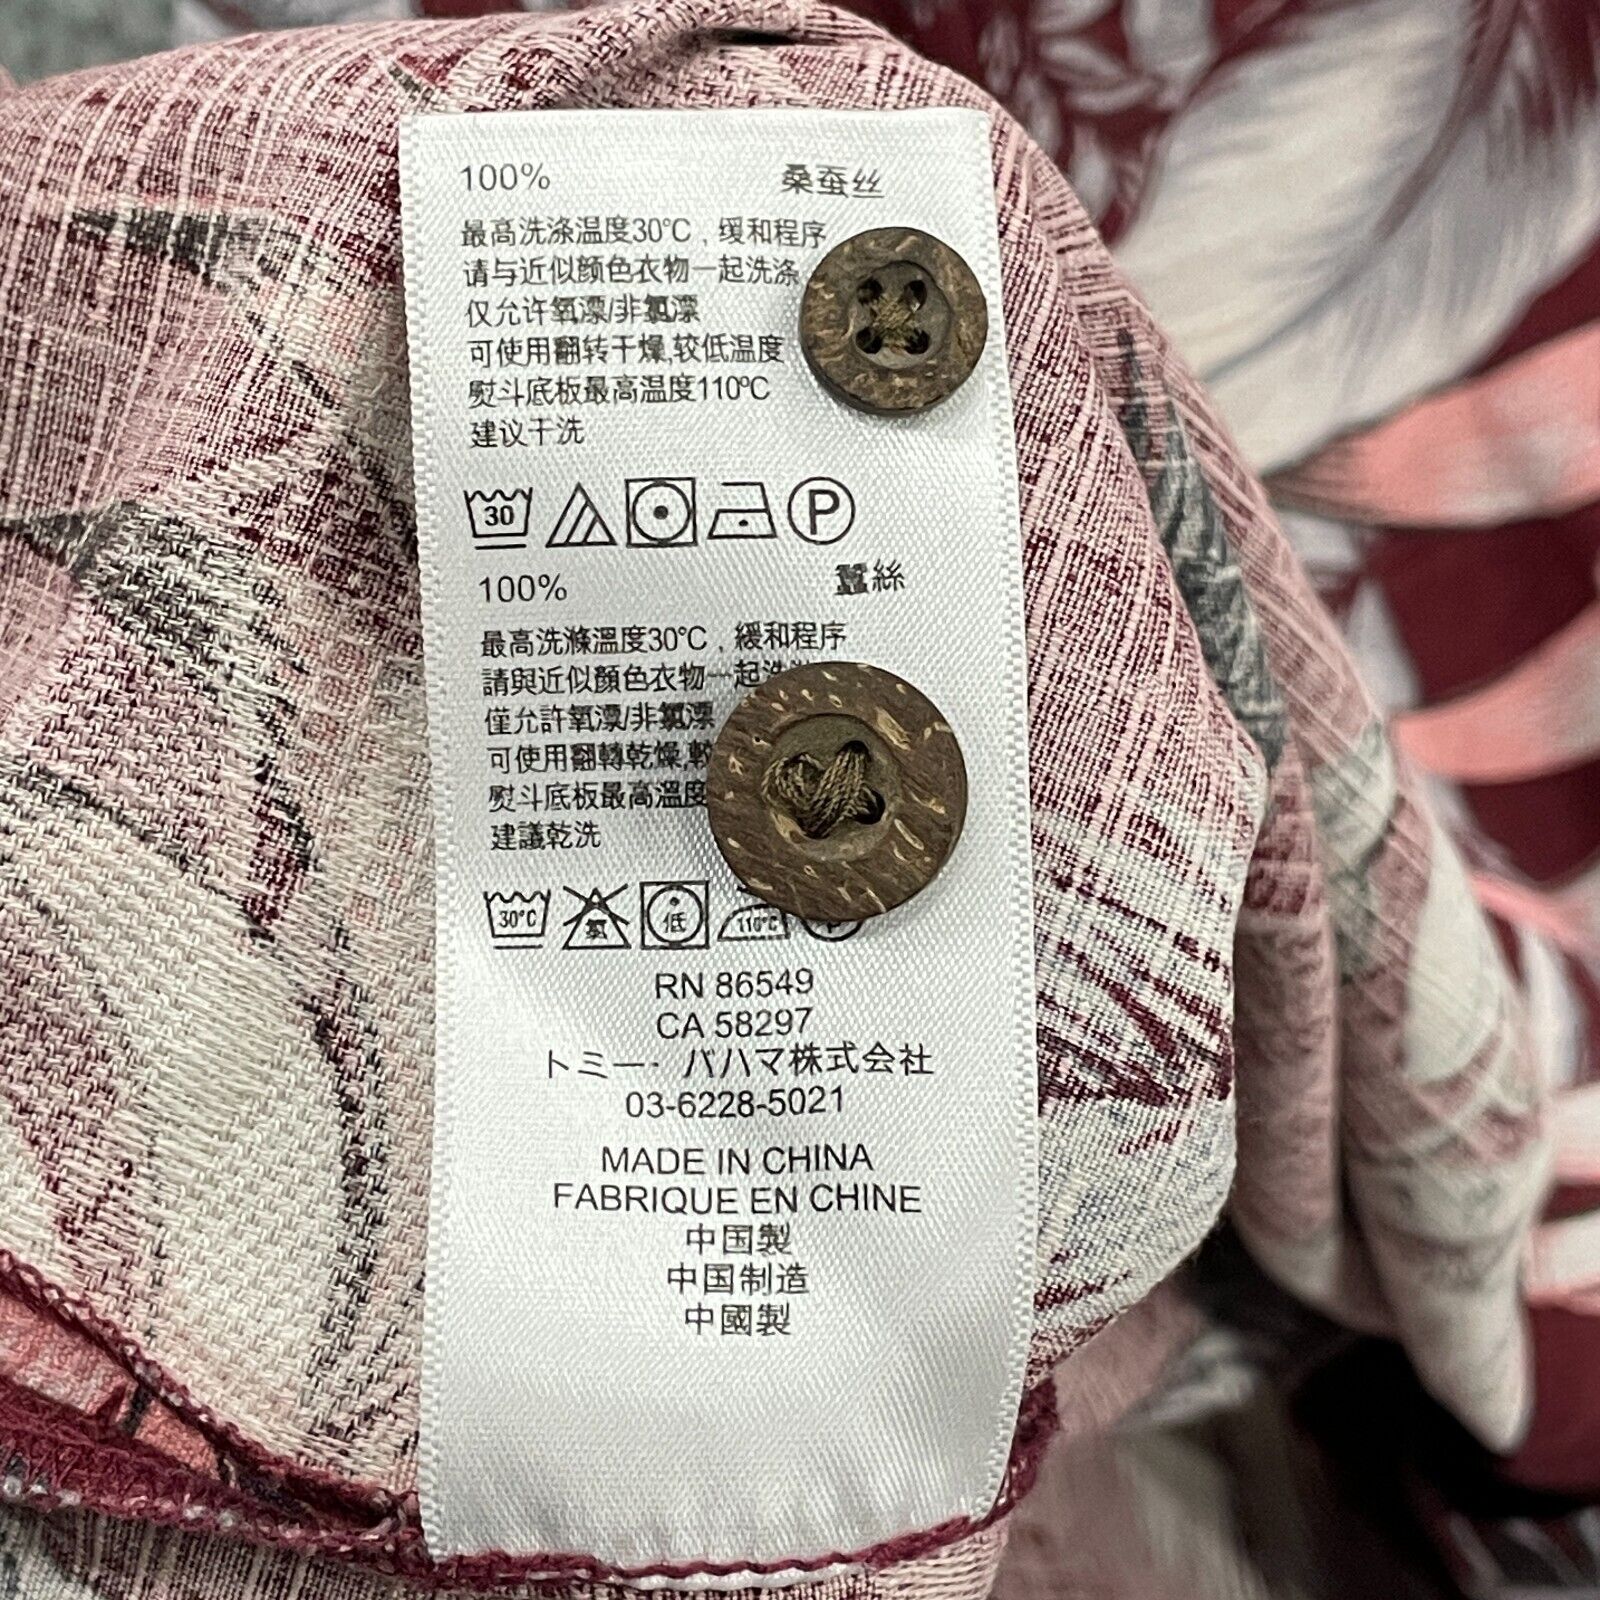 100% 桑蚕丝
最高洗涤温度30°C , 缓和程序
请与近似颜色衣物一起洗涤
仅允许氧漂/非氯漂
可使用翻转干燥,较低温度
熨斗底板最高温度110ºC
建议干洗
30 P
100% 蠶絲
最高洗滌溫度30°C , 緩和程序
請與近似顏色衣物一起洗
僅允許氧漂/非氯漂
可使用翻轉乾燥,較
熨斗底板最高溫度
建議乾洗
30°C 氯 低 110°C
RN 86549
CA 58297
トミー・バハマ株式会社
03-6228-5021
MADE IN CHINA
FABRIQUE EN CHINE
中国製
中国制造
中國製